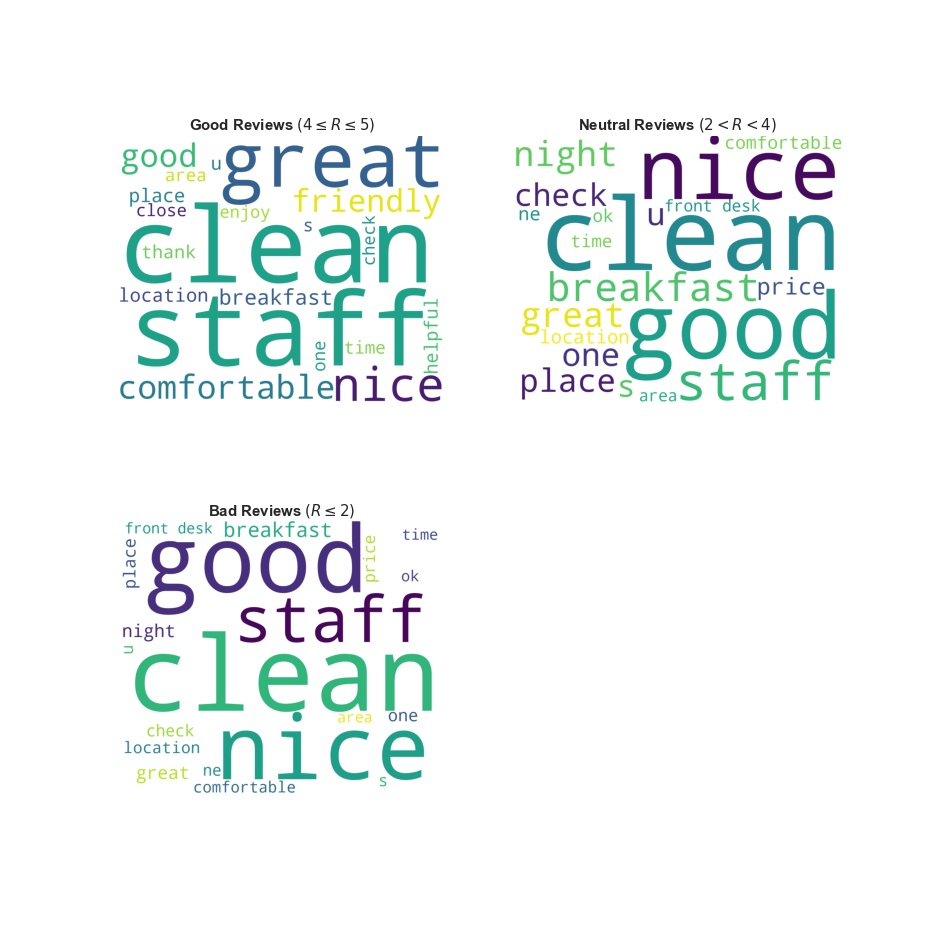 Good Reviews (4 ≤ R ≤ 5)
good
u
great
area
place
friendly
close
enjoy
s
check
clean
thank
location
breakfast
staff
helpful
one
time
comfortable
nice
Neutral Reviews (2 < R < 4)
comfortable
night
nice
check
front desk
ne
ok
u
time
clean
breakfast
price
great
location
good
one
place
s
area
staff
Bad Reviews (R ≤ 2)
front desk
breakfast
time
place
good
price
ok
staff
night
u
clean
area
one
check
location
nice
great
ne
comfortable
s